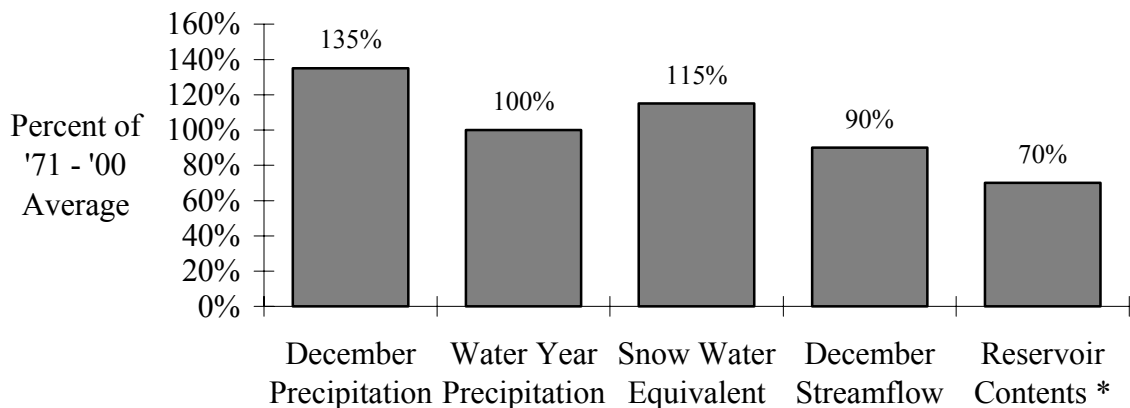 160%
140%
120%
100%
80%
60%
40%
20%
0%
Percent of
'71 - '00
Average
135%
100%
115%
90%
70%
December
Precipitation
Water Year
Precipitation
Snow Water
Equivalent
December
Streamflow
Reservoir
Contents *